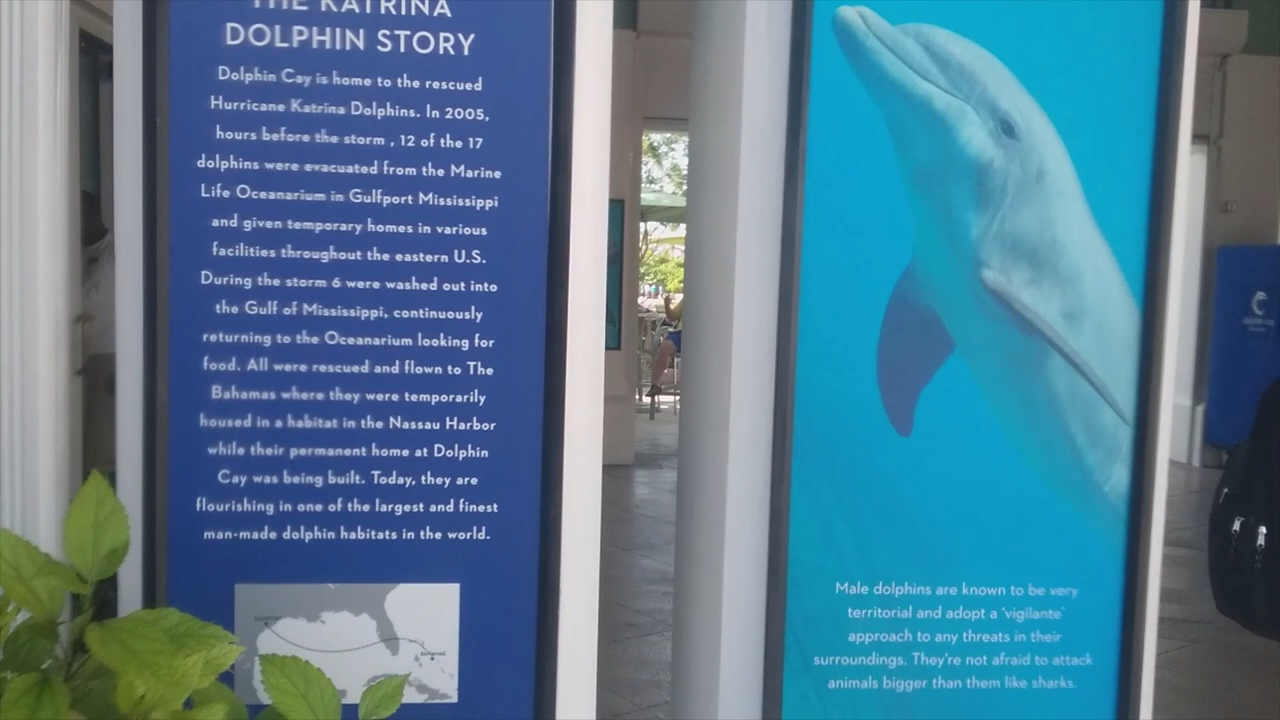 THE KATRINA
DOLPHIN STORY
Dolphin Cay is home to the rescued
Hurricane Katrina Dolphins. In 2005,
hours before the storm , 12 of the 17
dolphins were evacuated from the Marine
Life Oceanarium in Gulfport Mississippi
and given temporary homes in various
facilities throughout the eastern U.S.
During the storm 6 were washed out into
the Gulf of Mississippi, continuously
returning to the Oceanarium looking for
food. All were rescued and flown to The
Bahamas where they were temporarily
housed in a habitat in the Nassau Harbor
while their permanent home at Dolphin
Cay was being built. Today, they are
flourishing in one of the largest and finest
man-made dolphin habitats in the world.
BAHAMAS
Male dolphins are known to be very
territorial and adopt a 'vigilante'
approach to any threats in their
surroundings. They're not afraid to attack
animals bigger than them like sharks.